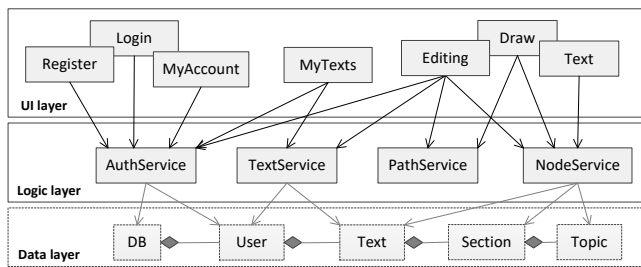 Login
Draw
Register
MyAccount
MyTexts
Editing
Text
UI layer
AuthService
TextService
PathService
NodeService
Logic layer
DB
User
Text
Section
Topic
Data layer